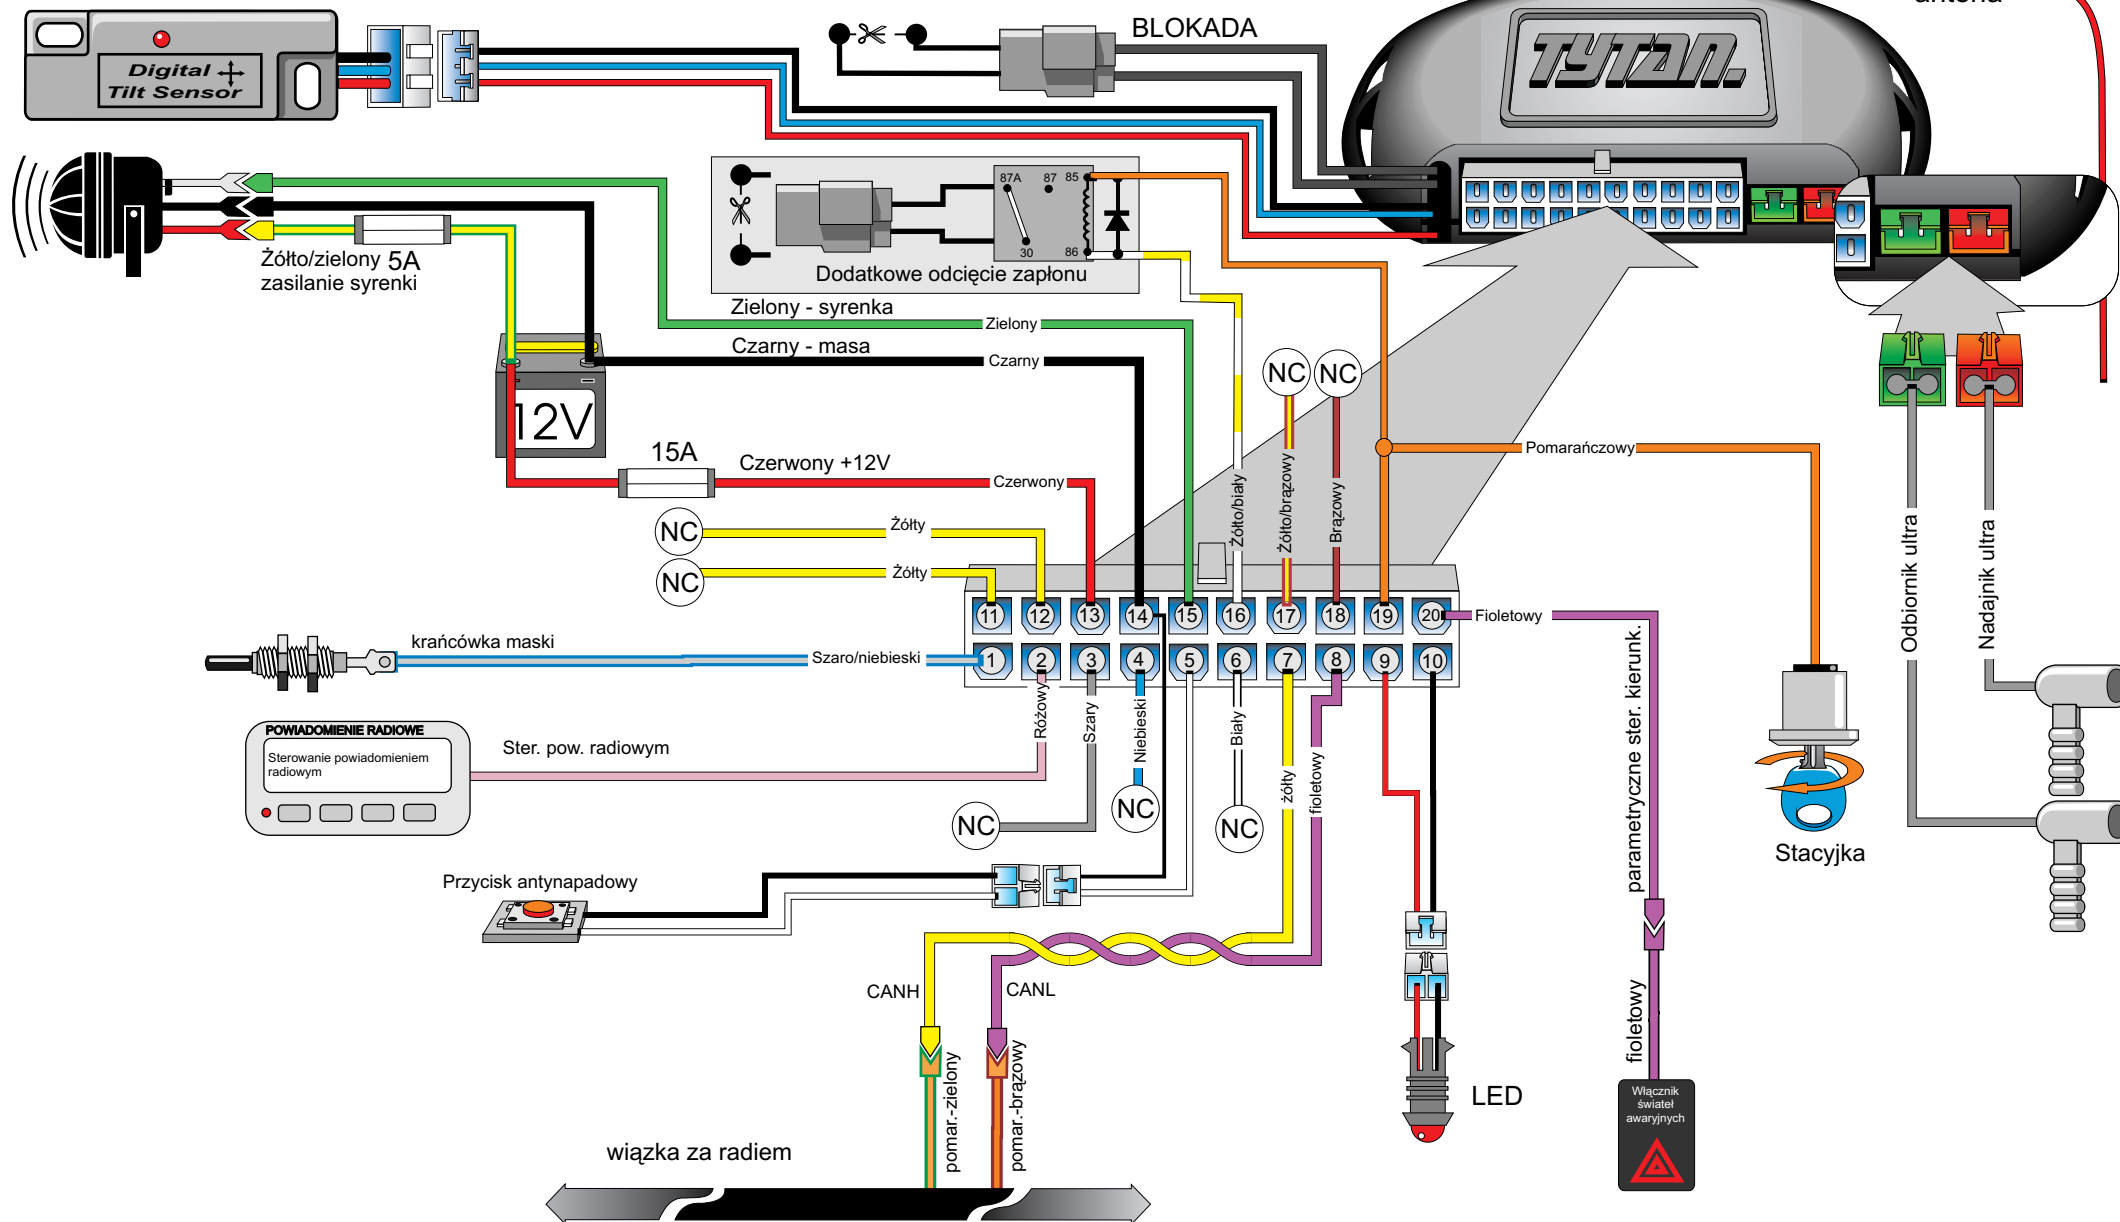 antena
BLOKADA
TYTAN.
Digital
Tilt Sensor
87A
87
85
30
86
Dodatkowe odcięcie zapłonu
Żółto/zielony 5A
zasilanie syrenki
Zielony - syrenka
Zielony
Czarny - masa
Czarny
12V
15A
Czerwony +12V
Czerwony
NC
NC
Pomarańczowy
NC
Żółty
NC
Żółty
Żółto/biały
Żółto/brązowy
Brązowy
Odbiornik ultra
Nadajnik ultra
11
12
13
14
15
16
17
18
19
20
Fioletowy
krańcówka maski
Szaro/niebieski
1
2
3
4
5
6
7
8
9
10
Różowy
Szary
Niebieski
Biały
żółty
fioletowy
parametryczne ster. kierunk.
POWIADOMIENIE RADIOWE
Sterowanie powiadomieniem
radiowym
Ster. pow. radiowym
NC
NC
NC
Stacyjka
Przycisk antynapadowy
CANH
CANL
fioletowy
pomar.-zielony
pomar.-brązowy
LED
Włącznik
świateł
awaryjnych
wiązka za radiem